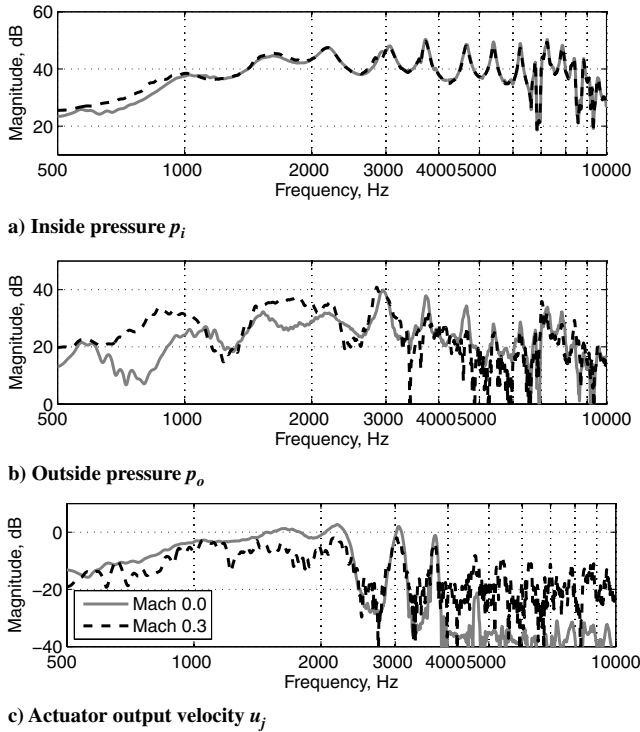 Magnitude, dB
60
40
20
500 1000 2000 3000 4000 5000 10000
Frequency, Hz
a) Inside pressure p_i
Magnitude, dB
40
20
0
500 1000 2000 3000 4000 5000 10000
Frequency, Hz
b) Outside pressure p_o
Magnitude, dB
0
−20
−40
Mach 0.0
Mach 0.3
500 1000 2000 3000 4000 5000 10000
Frequency, Hz
c) Actuator output velocity u_j